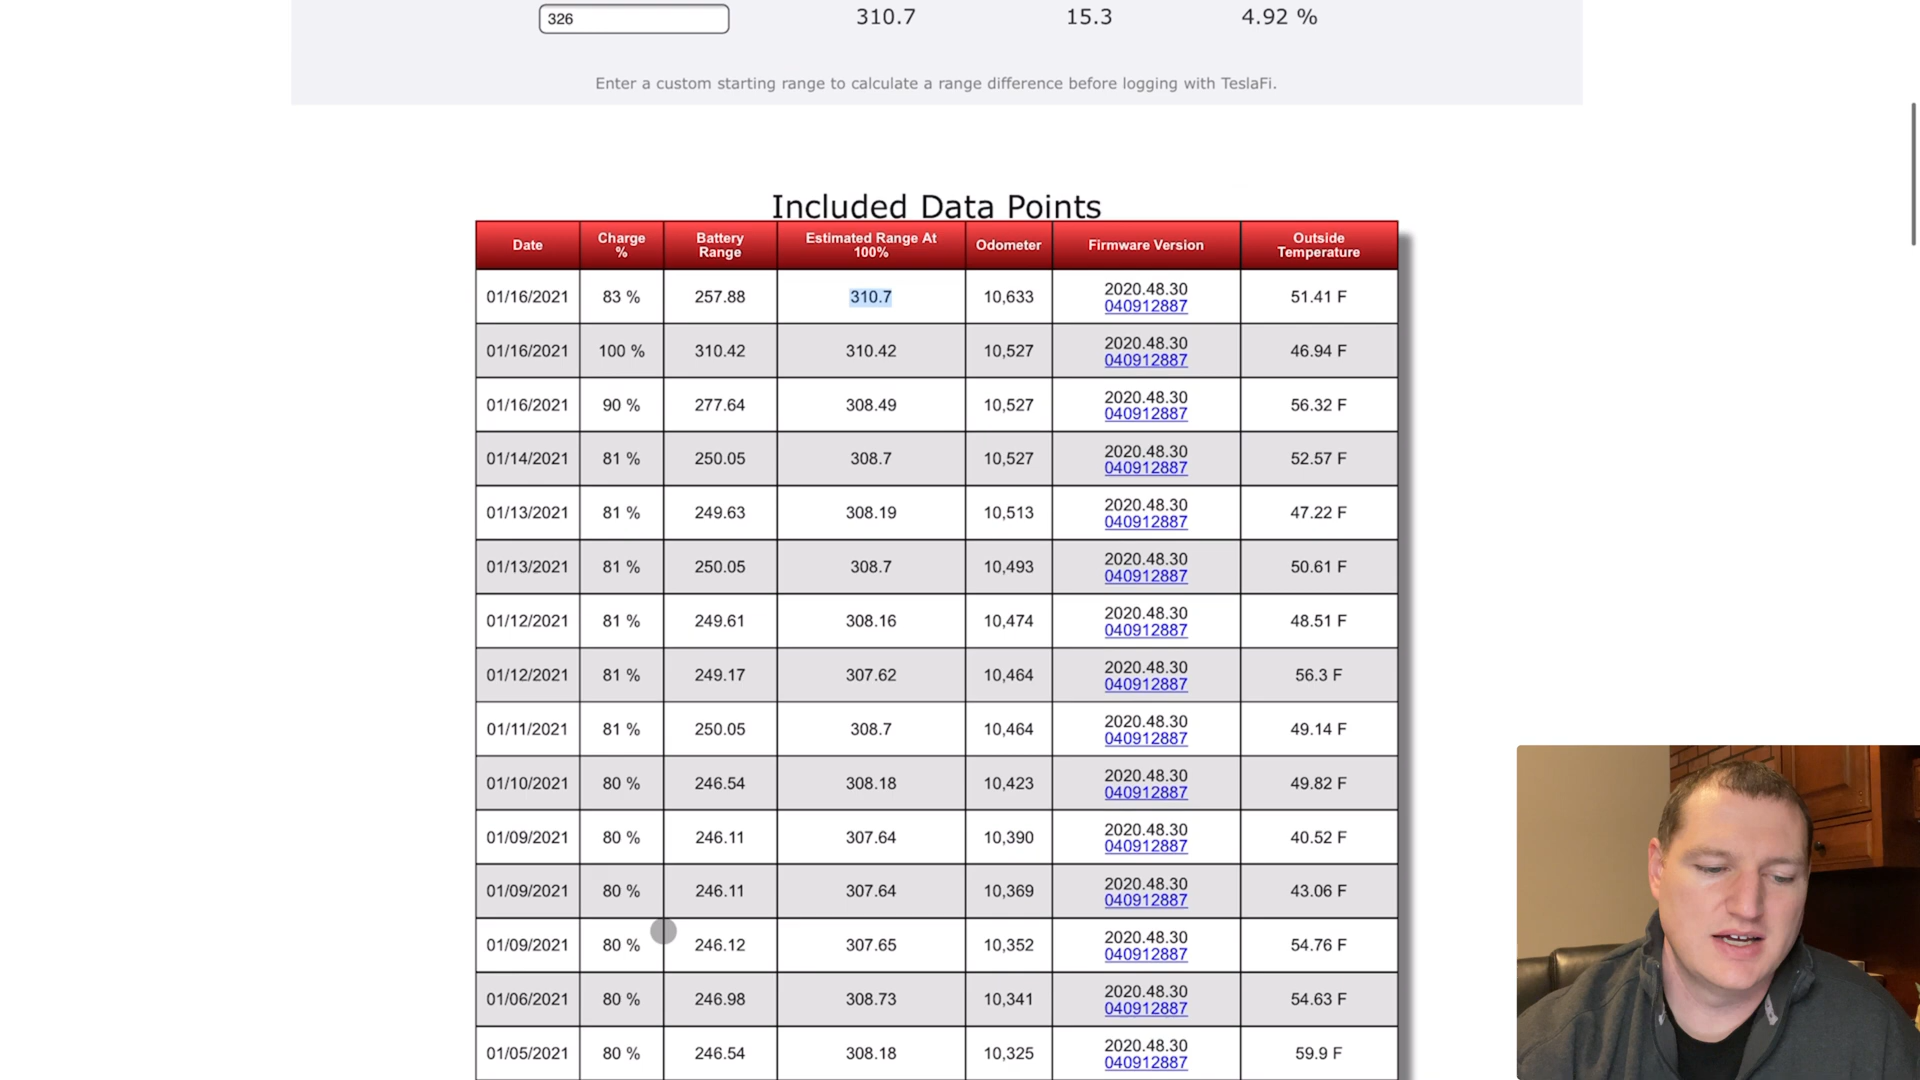 326 310.7 15.3 4.92 %
Enter a custom starting range to calculate a range difference before logging with TeslaFi.
Included Data Points
Date Charge % Battery Range Estimated Range At 100% Odometer Firmware Version Outside Temperature
01/16/2021 83 % 257.88 310.7 10,633 2020.48.30 040912887 51.41 F
01/16/2021 100 % 310.42 310.42 10,527 2020.48.30 040912887 46.94 F
01/16/2021 90 % 277.64 308.49 10,527 2020.48.30 040912887 56.32 F
01/14/2021 81 % 250.05 308.7 10,527 2020.48.30 040912887 52.57 F
01/13/2021 81 % 249.63 308.19 10,513 2020.48.30 040912887 47.22 F
01/13/2021 81 % 250.05 308.7 10,493 2020.48.30 040912887 50.61 F
01/12/2021 81 % 249.61 308.16 10,474 2020.48.30 040912887 48.51 F
01/12/2021 81 % 249.17 307.62 10,464 2020.48.30 040912887 56.3 F
01/11/2021 81 % 250.05 308.7 10,464 2020.48.30 040912887 49.14 F
01/10/2021 80 % 246.54 308.18 10,423 2020.48.30 040912887 49.82 F
01/09/2021 80 % 246.11 307.64 10,390 2020.48.30 040912887 40.52 F
01/09/2021 80 % 246.11 307.64 10,369 2020.48.30 040912887 43.06 F
01/09/2021 80 % 246.12 307.65 10,352 2020.48.30 040912887 54.76 F
01/06/2021 80 % 246.98 308.73 10,341 2020.48.30 040912887 54.63 F
01/05/2021 80 % 246.54 308.18 10,325 2020.48.30 040912887 59.9 F